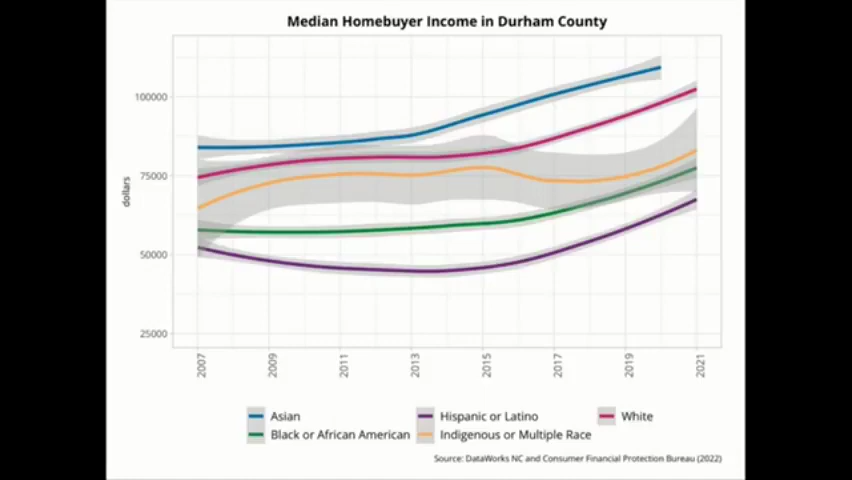 Median Homebuyer Income in Durham County
100000
75000
50000
25000
dollars
2007 2009 2011 2013 2015 2017 2019 2021
Asian Hispanic or Latino White
Black or African American Indigenous or Multiple Race
Source: DataWorks NC and Consumer Financial Protection Bureau (2022)